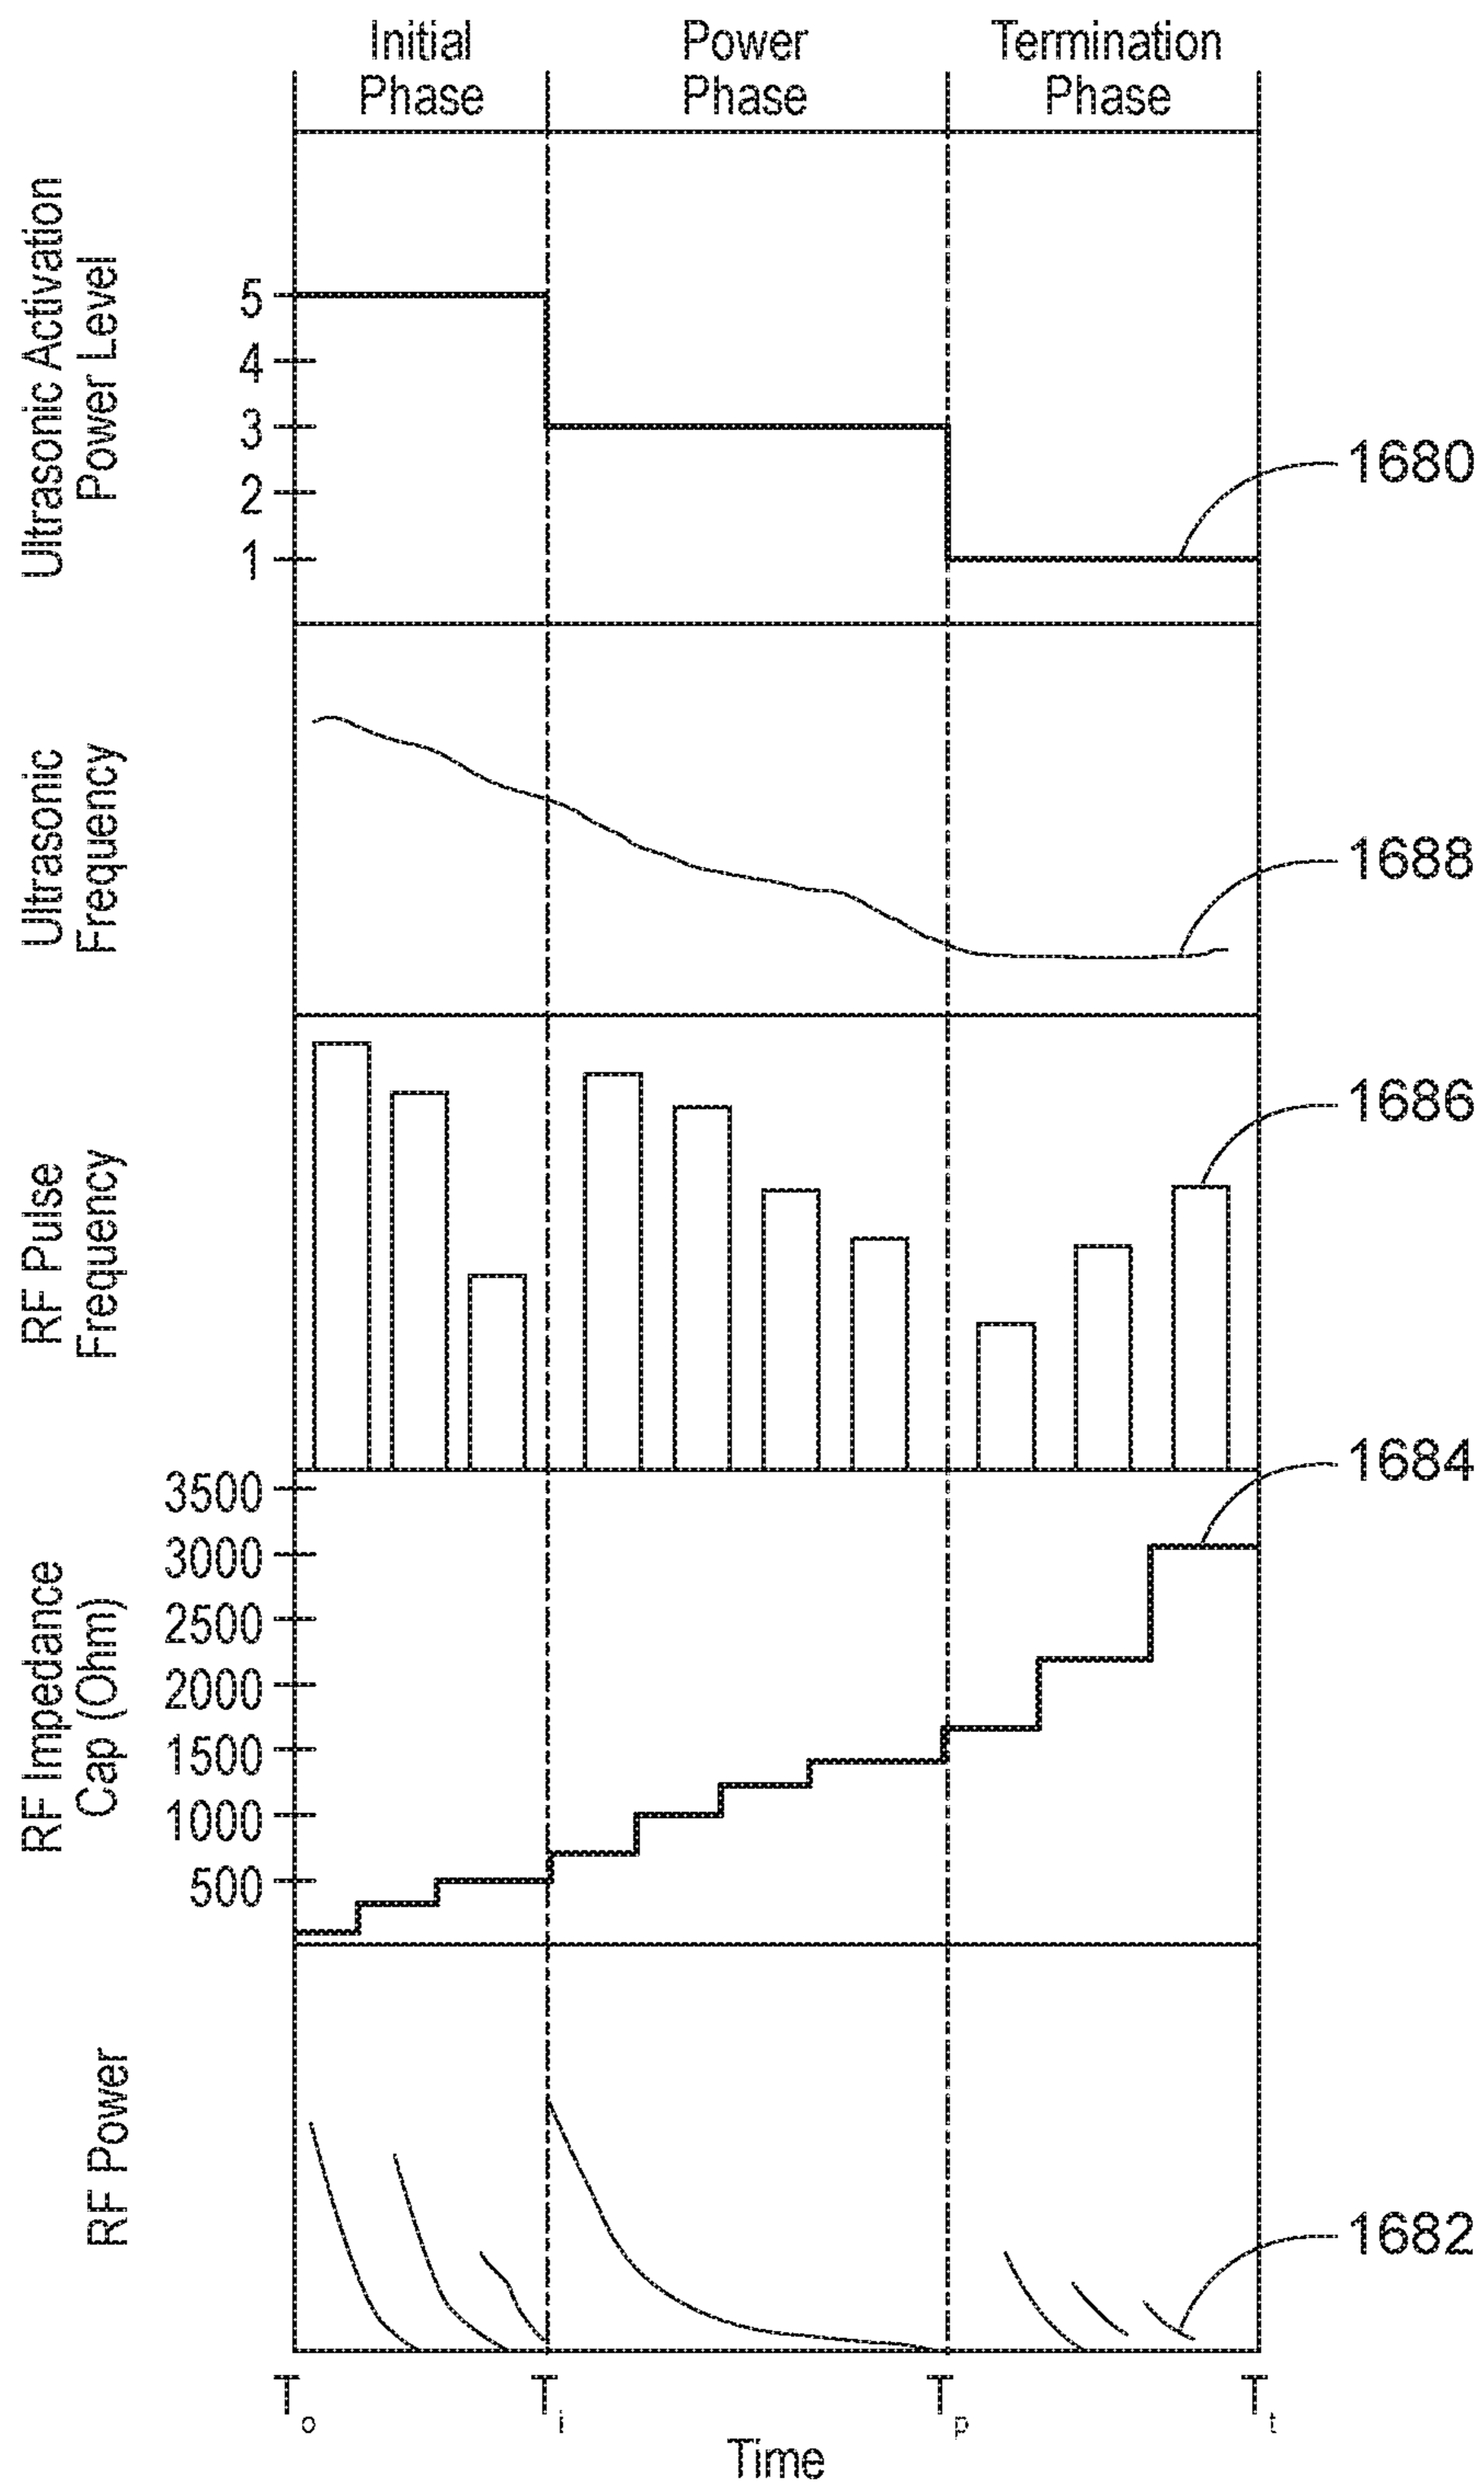 Initial
Phase
Power
Phase
Termination
Phase
Ultrasonic Activation
Power Level
5
4
3
2
1
1680
Ultrasonic
Frequency
1688
RF Pulse
Frequency
1686
RF Impedance
Cap (Ohm)
3500
3000
2500
2000
1500
1000
500
1684
RF Power
1682
To
Ti
Tp
Tt
Time